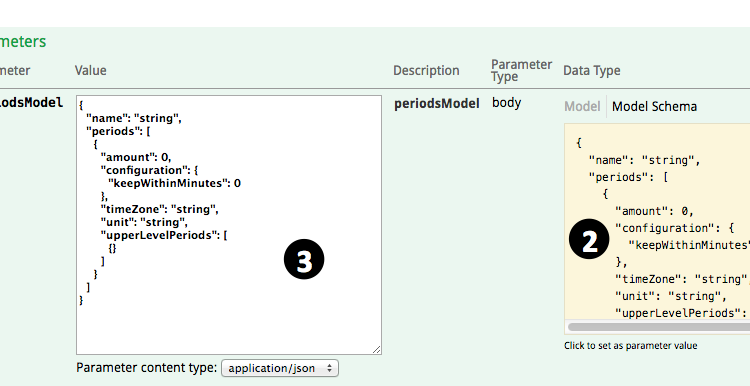 meters
meter Value Description Parameter Type Data Type
iodsModel
{
"name": "string",
"periods": [
{
"amount": 0,
"configuration": {
"keepWithinMinutes": 0
},
"timeZone": "string",
"unit": "string",
"upperLevelPeriods": [
{}
]
}
]
}
3
Parameter content type: application/json
periodsModel body
Model Model Schema
{
"name": "string",
"periods": [
{
"amount": 0,
"configuration": {
"keepWithinMinutes"
},
"timeZone": "string",
"unit": "string",
"upperLevelPeriods":
2
Click to set as parameter value